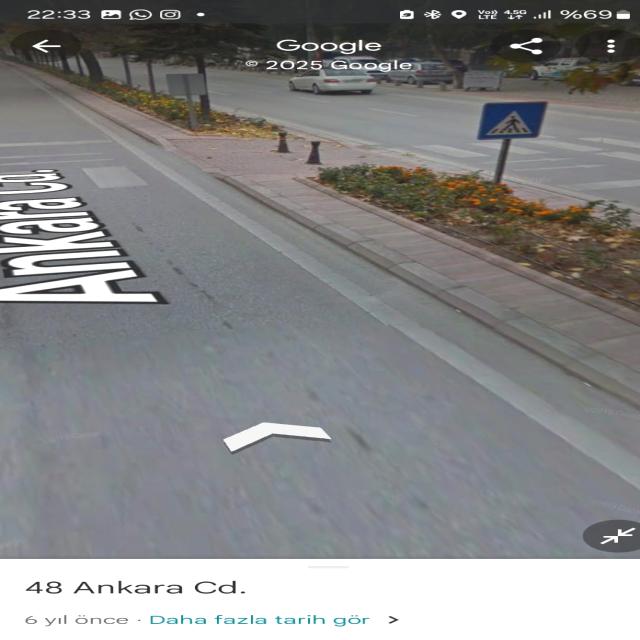 22:33
Vo)) LTE 4.5G %69
Google
© 2025 Google
Ankara Cd.
48 Ankara Cd.
6 yıl önce · Daha fazla tarih gör >